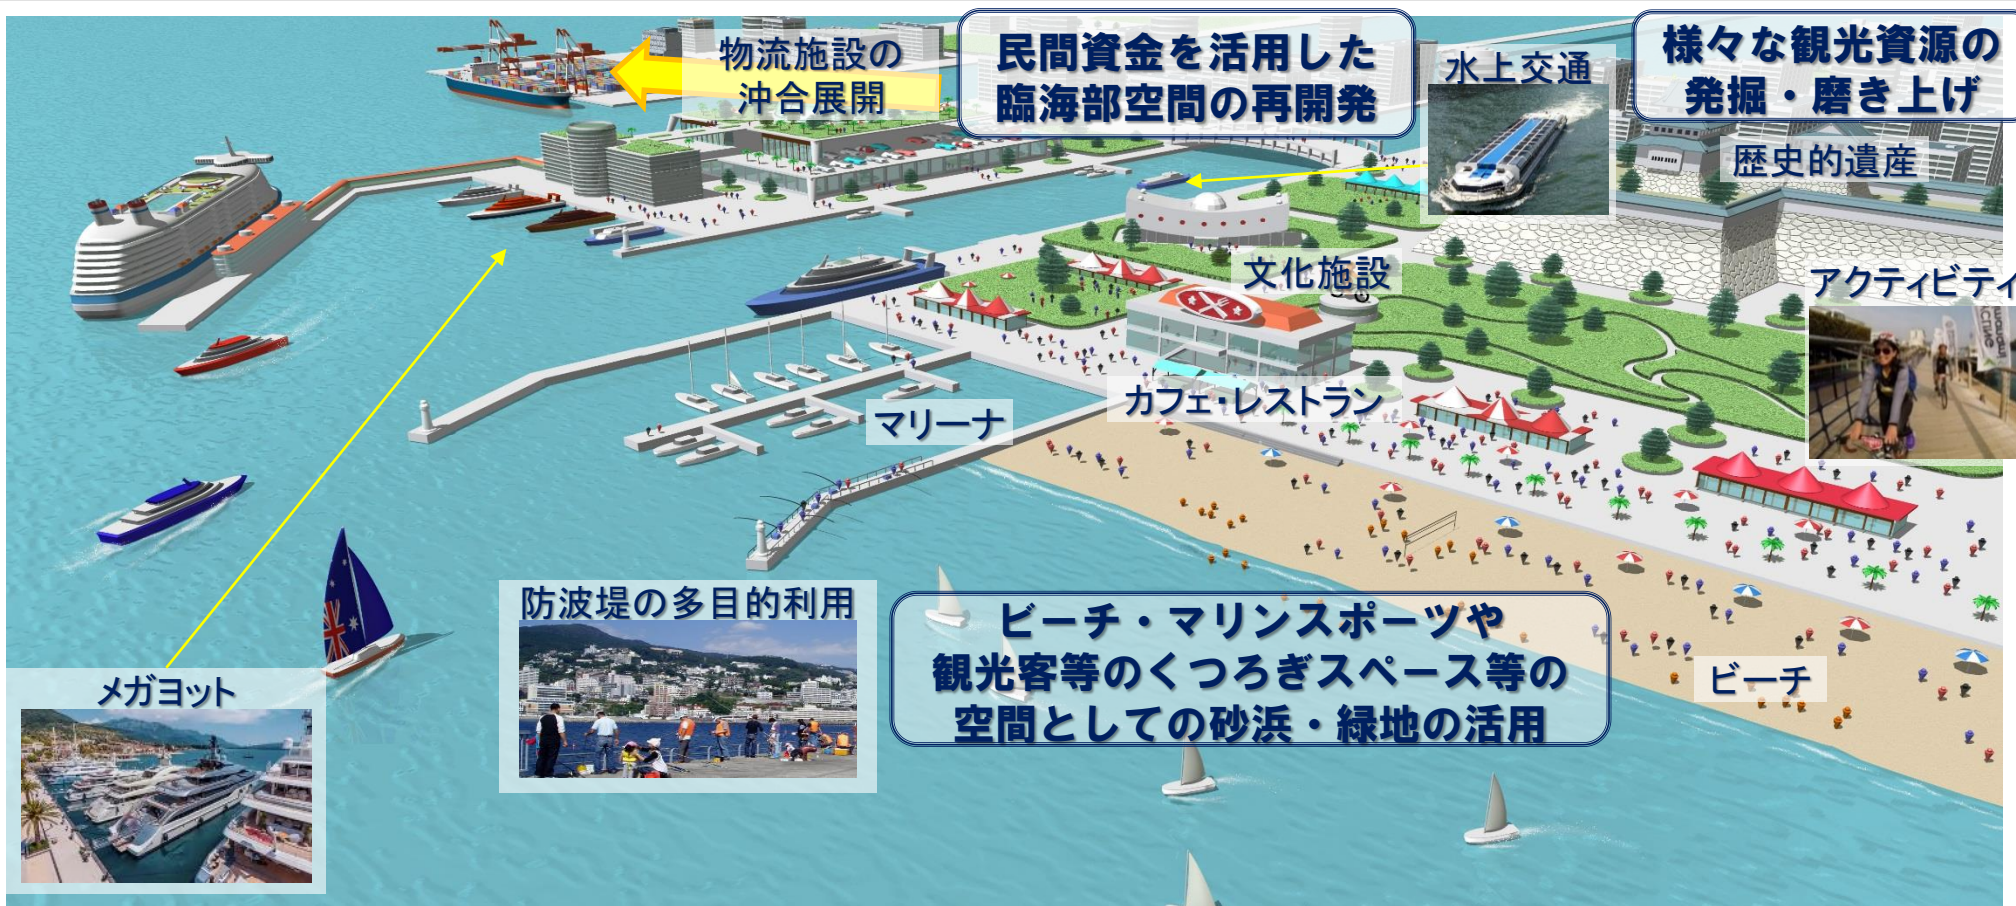 物流施設の
沖合展開
民間資金を活用した
臨海部空間の再開発
水上交通
様々な観光資源の
発掘・磨き上げ
歴史的遺産
文化施設
アクティビティ
カフェ・レストラン
マリーナ
防波堤の多目的利用
ビーチ・マリンスポーツや
観光客等のくつろぎスペース等の
空間としての砂浜・緑地の活用
ビーチ
メガヨット